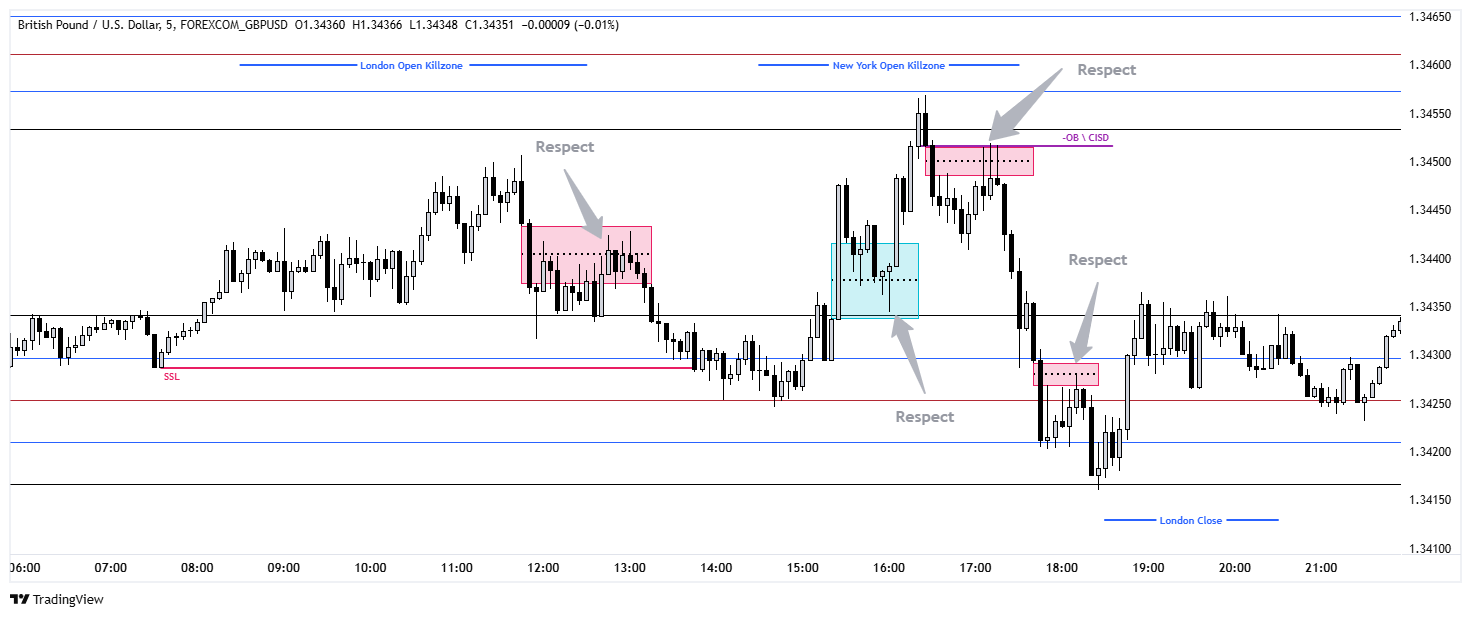 British Pound / U.S. Dollar, 5, FOREXCOM_GBPUSD O1.34360 H1.34366 L1.34348 C1.34351 −0.00009 (−0.01%)
1.34650
London Open Killzone
New York Open Killzone
1.34600
Respect
1.34550
-OB \ CISD
Respect
1.34500
1.34450
1.34400
Respect
1.34350
1.34300
SSL
1.34250
Respect
1.34200
1.34150
London Close
1.34100
06:00 07:00 08:00 09:00 10:00 11:00 12:00 13:00 14:00 15:00 16:00 17:00 18:00 19:00 20:00 21:00
TradingView